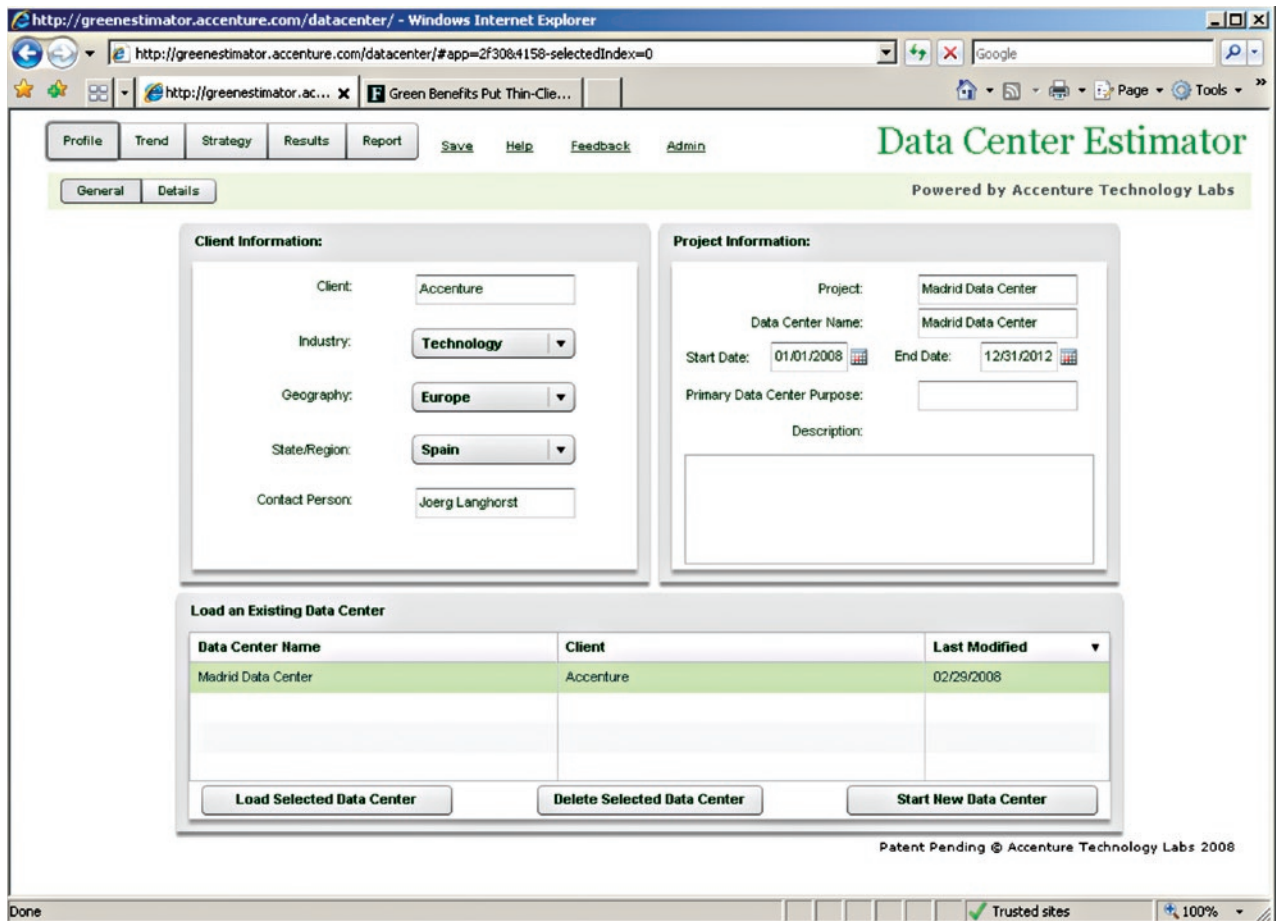 http://greenestimator.accenture.com/datacenter/ - Windows Internet Explorer
http://greenestimator.accenture.com/datacenter/#app=2f30&4158-selectedIndex=0
Google
http://greenestimator.ac... X
Green Benefits Put Thin-Clie...
Page
Tools
»
Profile
Trend
Strategy
Results
Report
Save
Help
Feedback
Admin
Data Center Estimator
General
Details
Powered by Accenture Technology Labs
Client Information:
Client: Accenture
Industry: Technology
Geography: Europe
State/Region: Spain
Contact Person: Joerg Langhorst
Project Information:
Project: Madrid Data Center
Data Center Name: Madrid Data Center
Start Date: 01/01/2008 End Date: 12/31/2012
Primary Data Center Purpose:
Description:
Load an Existing Data Center
Data Center Name Client Last Modified
Madrid Data Center Accenture 02/29/2008
Load Selected Data Center
Delete Selected Data Center
Start New Data Center
Patent Pending @ Accenture Technology Labs 2008
Done
Trusted sites
100%